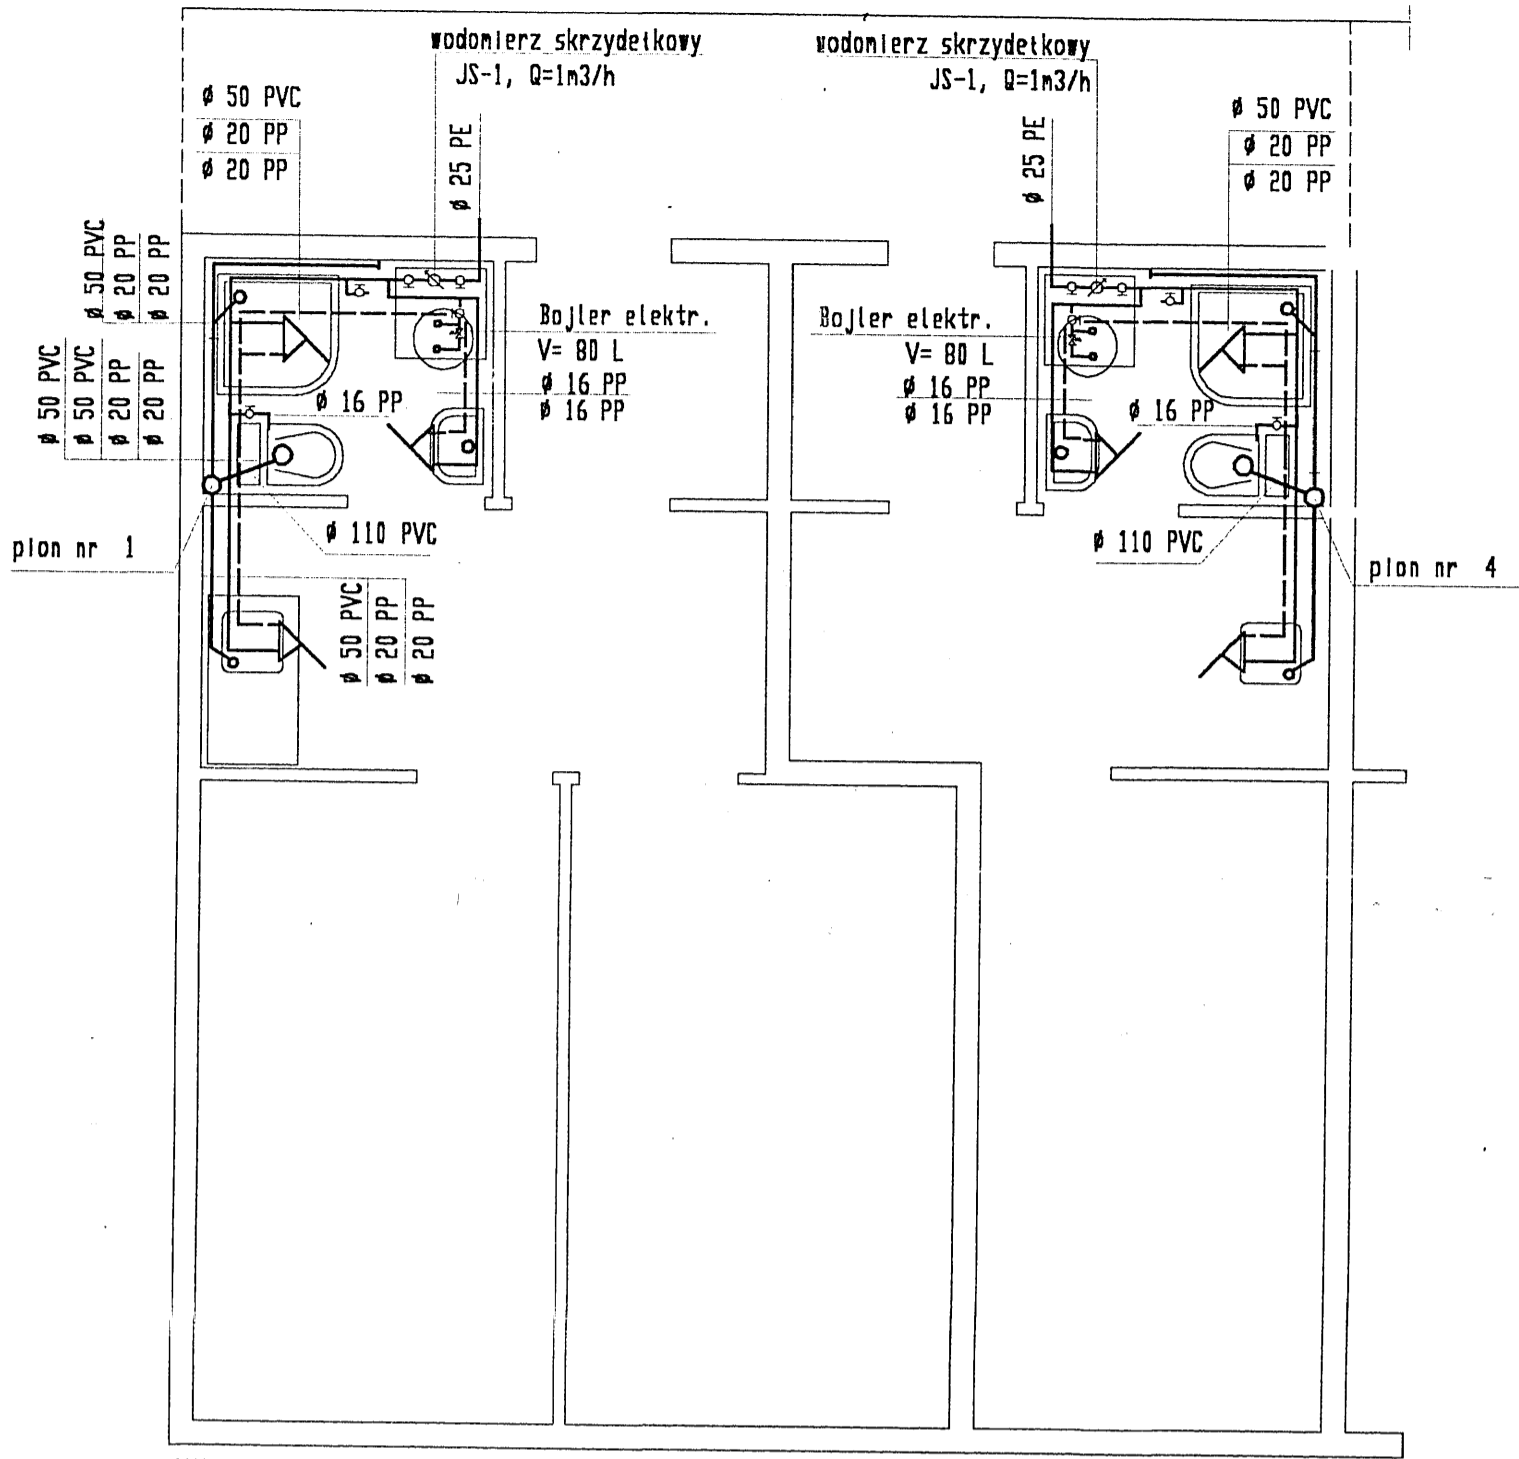 wodomierz skrzydełkowy
JS-1, Q=1m3/h
wodomierz skrzydełkowy
JS-1, Q=1m3/h
ø 50 PVC
ø 20 PP
ø 20 PP
ø 25 PE
ø 25 PE
ø 50 PVC
ø 20 PP
ø 20 PP
ø 50 PVC
ø 20 PP
ø 20 PP
Bojler elektr.
V= 80 L
ø 16 PP
ø 16 PP
Bojler elektr.
V= 80 L
ø 16 PP
ø 16 PP
ø 50 PVC
ø 50 PVC
ø 20 PP
ø 20 PP
ø 16 PP
ø 16 PP
pion nr 1
ø 110 PVC
ø 110 PVC
pion nr 4
ø 50 PVC
ø 20 PP
ø 20 PP